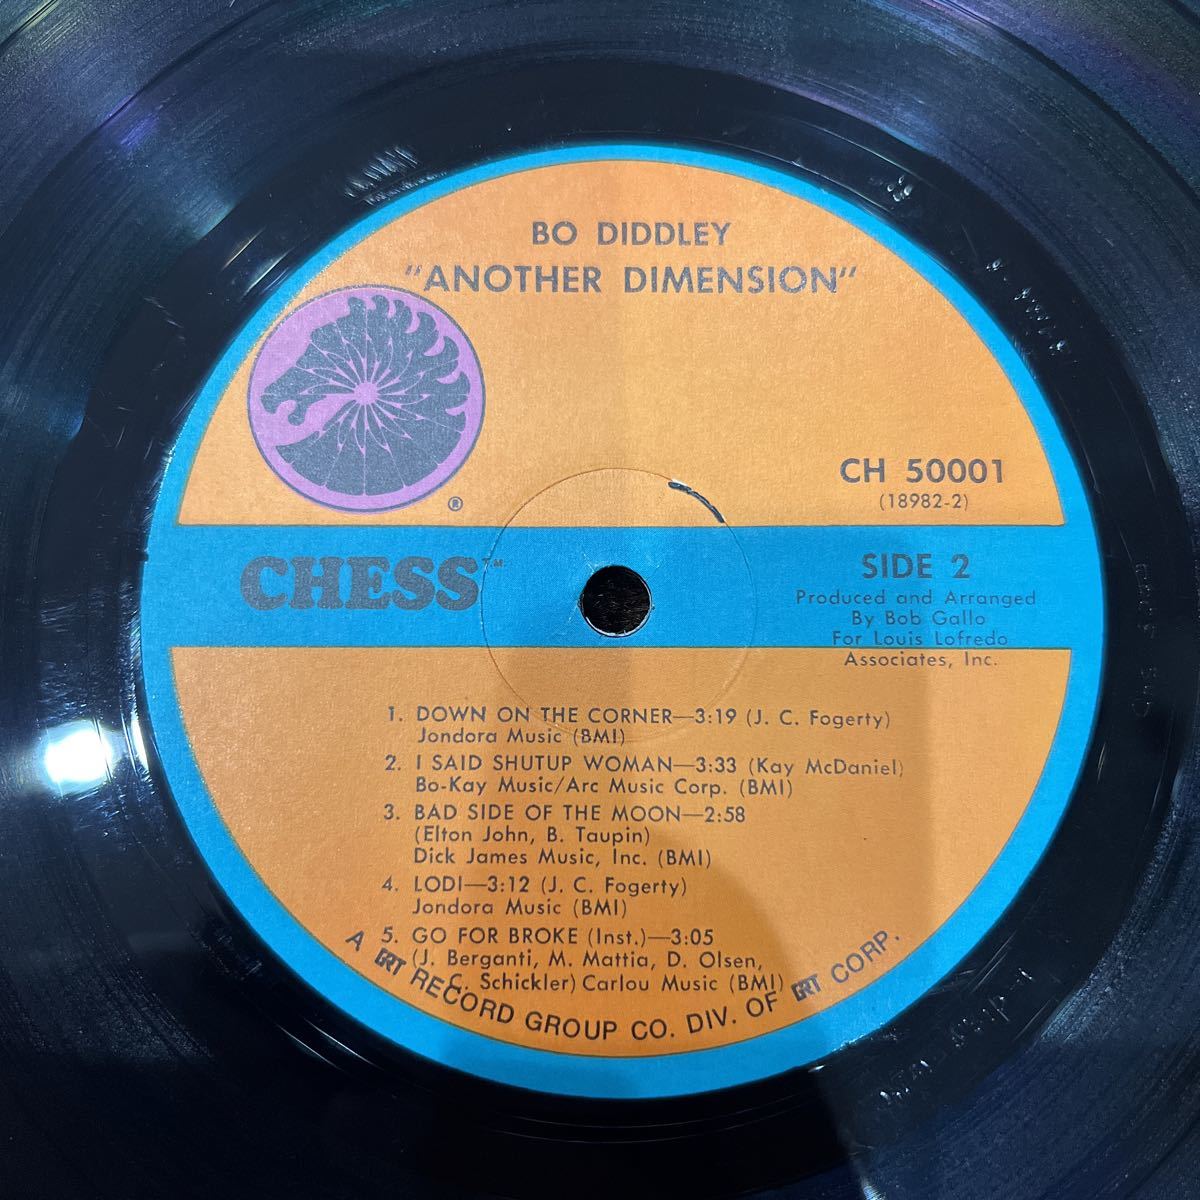 BO DIDDLEY
"ANOTHER DIMENSION"
®
CH 50001
(18982-2)
CHESS™
SIDE 2
Produced and Arranged
By Bob Gallo
For Louis Lofredo
Associates, Inc.
1. DOWN ON THE CORNER—3:19 (J. C. Fogerty)
Jondora Music (BMI)
2. I SAID SHUTUP WOMAN—3:33 (Kay McDaniel)
Bo-Kay Music/Arc Music Corp. (BMI)
3. BAD SIDE OF THE MOON—2:58
(Elton John, B. Taupin)
Dick James Music, Inc. (BMI)
4. LODI—3:12 (J. C. Fogerty)
Jondora Music (BMI)
5. GO FOR BROKE (Inst.)—3:05
(J. Berganti, M. Mattia, D. Olsen,
C. Schickler) Carlou Music (BMI)
A GRT RECORD GROUP CO. DIV. OF GRT CORP.